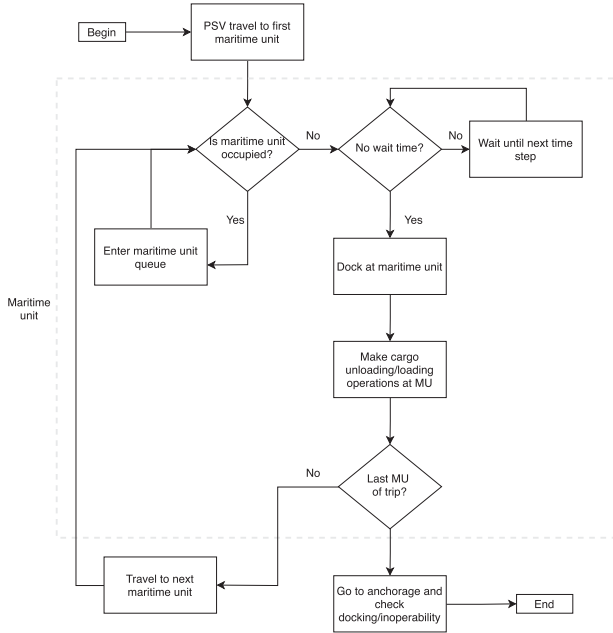 Begin
PSV travel to first
maritime unit
Is maritime unit
occupied?
No
No wait time?
No
Wait until next time
step
Yes
Yes
Enter maritime unit
queue
Dock at maritime unit
Maritime
unit
Make cargo
unloading/loading
operations at MU
No
Last MU
of trip?
Travel to next
maritime unit
Go to anchorage and
check
docking/inoperability
End